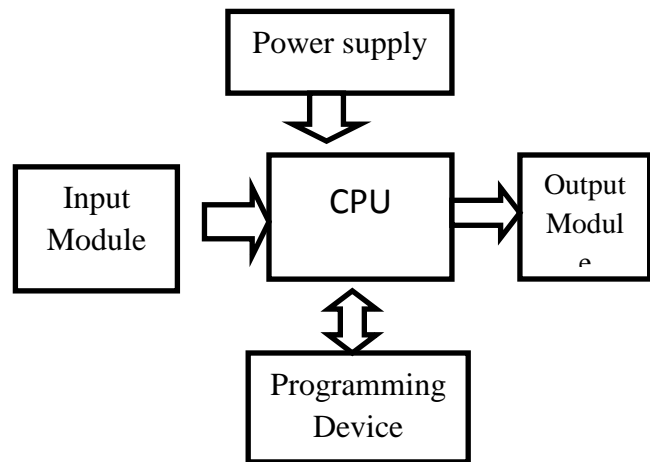 Power supply
Input
Module
CPU
Output
Modul
e
Programming
Device